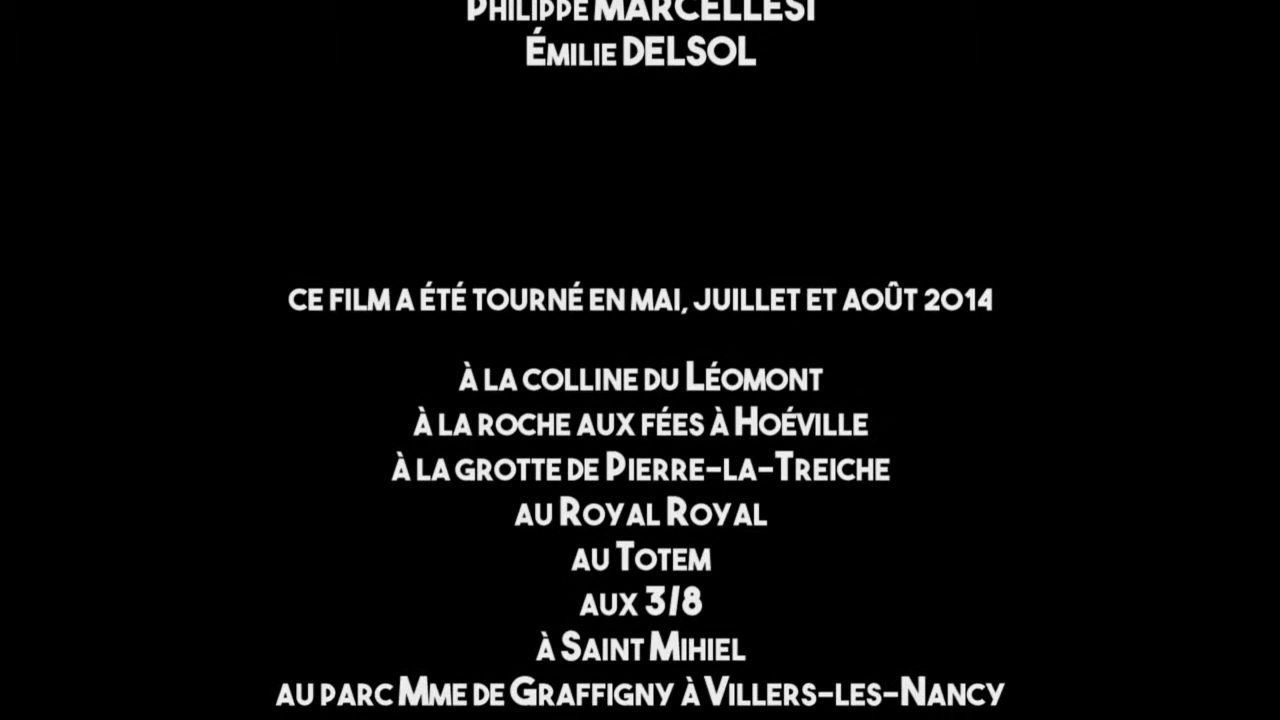 Philippe MARCELLESI
Émilie DELSOL
CE FILM A ÉTÉ TOURNÉ EN MAI, JUILLET ET AOÛT 2014
À LA COLLINE DU LÉOMONT
À LA ROCHE AUX FÉES À HOÉVILLE
À LA GROTTE DE PIERRE-LA-TREICHE
AU ROYAL ROYAL
AU TOTEM
AUX 3/8
À SAINT MIHIEL
AU PARC MME DE GRAFFIGNY À VILLERS-LES-NANCY